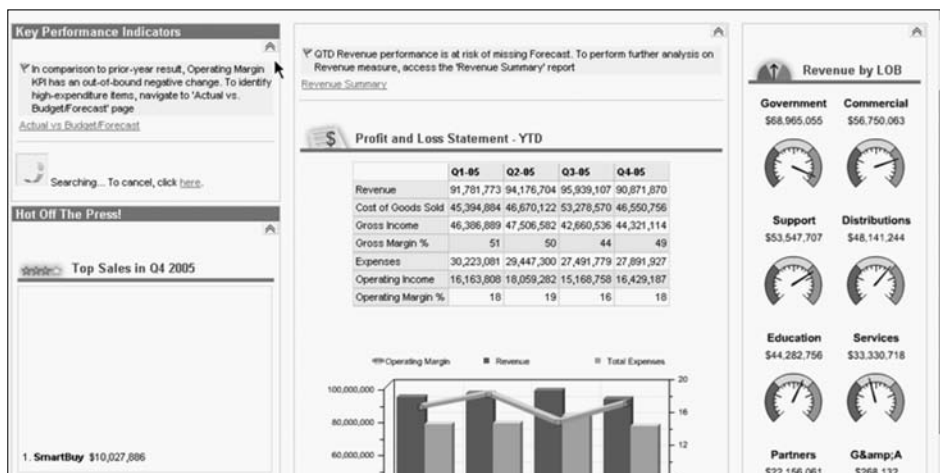 Key Performance Indicators
In comparison to prior-year result, Operating Margin
KPI has an out-of-bound negative change. To identify
high-expenditure items, navigate to 'Actual vs.
Budget/Forecast' page
Actual vs Budget/Forecast
Searching... To cancel, click here.
Hot Off The Press!
Top Sales in Q4 2005
1. SmartBuy $10,027,886
QTD Revenue performance is at risk of missing Forecast. To perform further analysis on
Revenue measure, access the 'Revenue Summary' report
Revenue Summary
$ Profit and Loss Statement - YTD
Q1-05 Q2-05 Q3-05 Q4-05
Revenue 91,781,773 94,176,704 95,939,107 90,871,870
Cost of Goods Sold 45,394,884 46,670,122 53,278,570 46,550,756
Gross Income 46,386,889 47,506,582 42,660,536 44,321,114
Gross Margin % 51 50 44 49
Expenses 30,223,081 29,447,300 27,491,779 27,891,927
Operating Income 16,163,808 18,059,282 15,168,758 16,429,187
Operating Margin % 18 19 16 18
Operating Margin Revenue Total Expenses
100,000,000 20
80,000,000 16
60,000,000 12
Revenue by LOB
Government Commercial
$68,965,055 $56,750,063
Support Distributions
$53,547,707 $48,141,244
Education Services
$44,282,756 $33,330,718
Partners G&amp;A
$22,156,061 $268,132